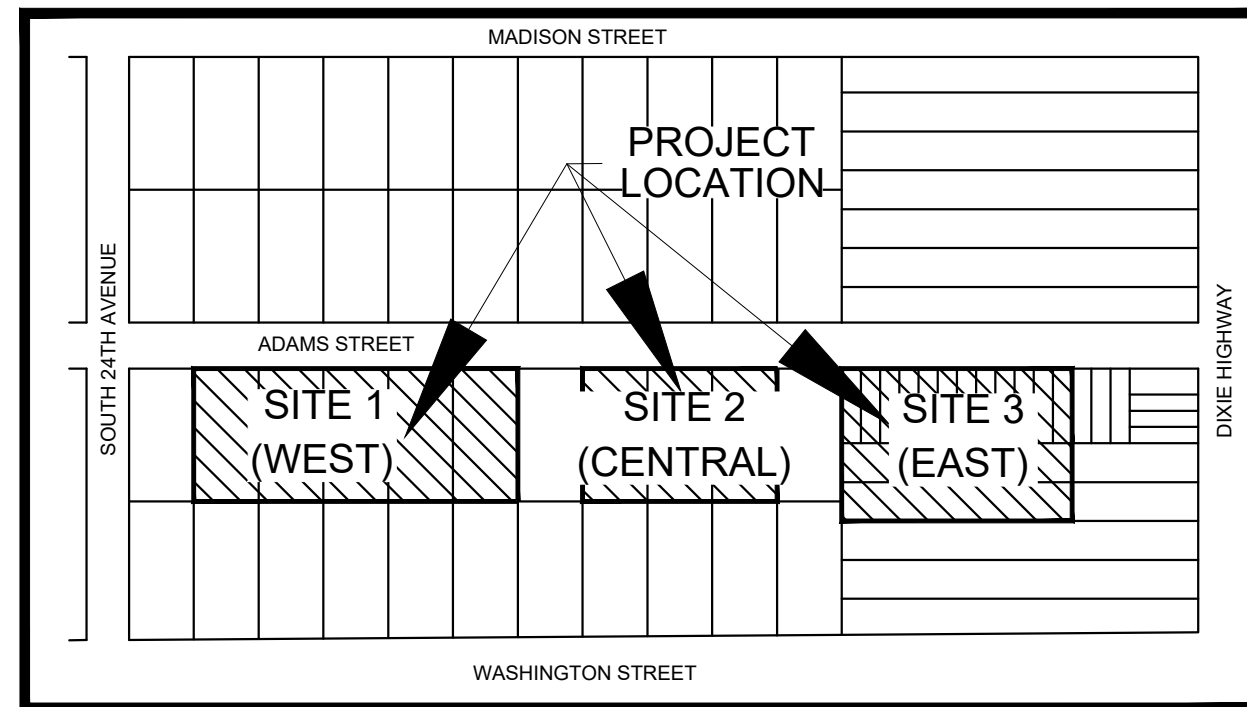 MADISON STREET
PROJECT
LOCATION
SOUTH 24TH AVENUE
ADAMS STREET
DIXIE HIGHWAY
SITE 1
(WEST)
SITE 2
(CENTRAL)
SITE 3
(EAST)
WASHINGTON STREET